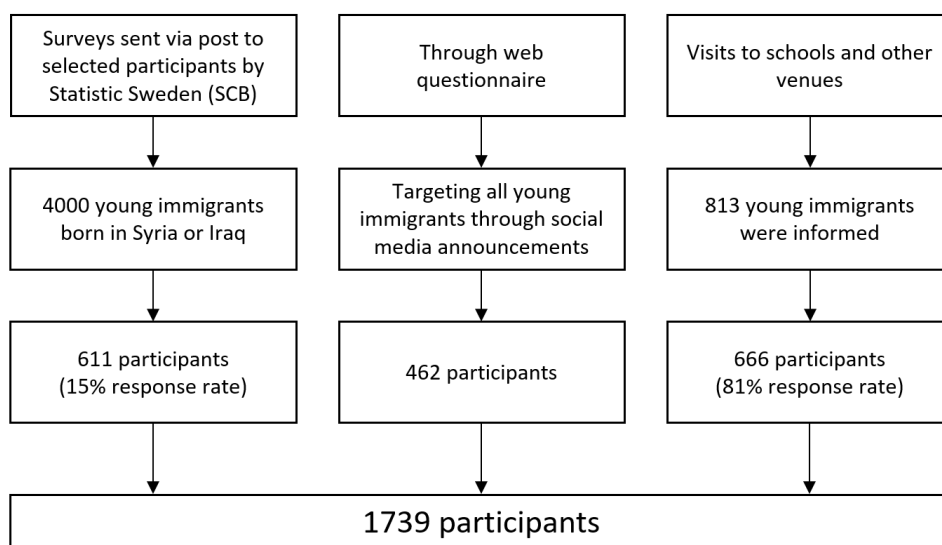 Surveys sent via post to
selected participants by
Statistic Sweden (SCB)
Through web
questionnaire
Visits to schools and other
venues
4000 young immigrants
born in Syria or Iraq
Targeting all young
immigrants through social
media announcements
813 young immigrants
were informed
611 participants
(15% response rate)
462 participants
666 participants
(81% response rate)
1739 participants